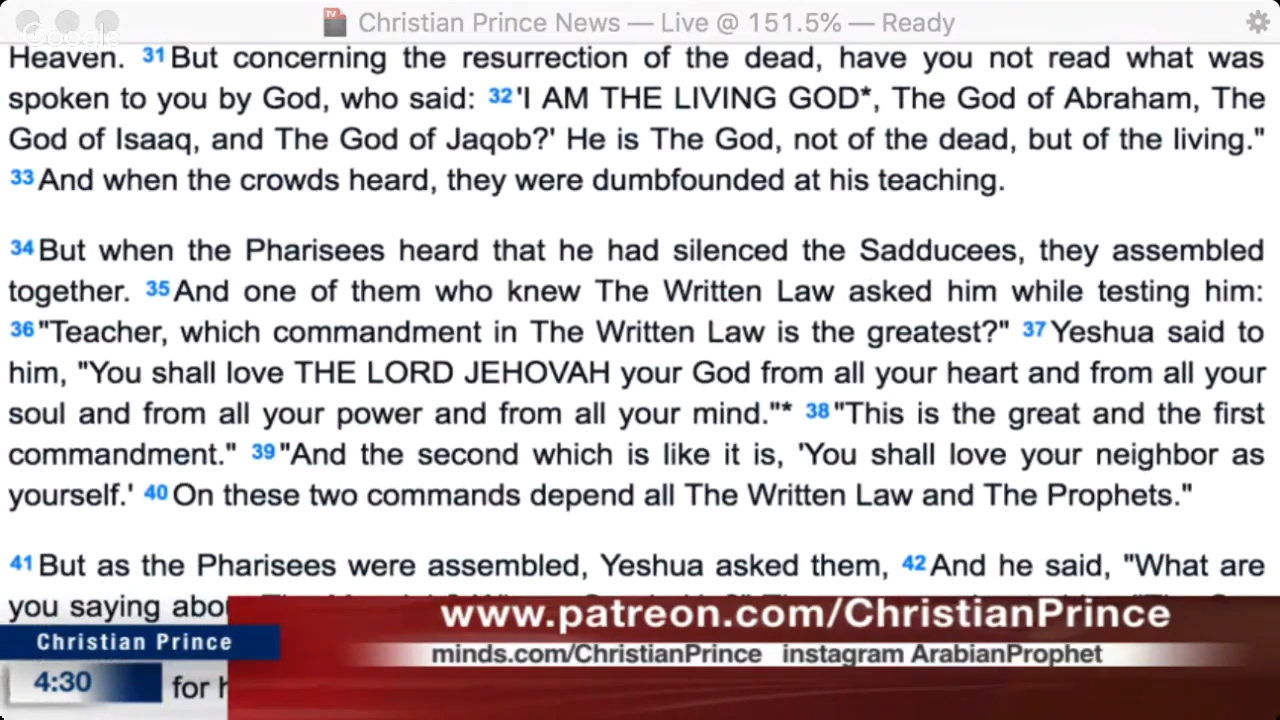 Christian Prince News — Live @ 151.5% — Ready
Google
Heaven. 31 But concerning the resurrection of the dead, have you not read what was
spoken to you by God, who said: 32 'I AM THE LIVING GOD*, The God of Abraham, The
God of Isaaq, and The God of Jaqob?' He is The God, not of the dead, but of the living."
33 And when the crowds heard, they were dumbfounded at his teaching.
34 But when the Pharisees heard that he had silenced the Sadducees, they assembled
together. 35 And one of them who knew The Written Law asked him while testing him:
36 "Teacher, which commandment in The Written Law is the greatest?" 37 Yeshua said to
him, "You shall love THE LORD JEHOVAH your God from all your heart and from all your
soul and from all your power and from all your mind."* 38 "This is the great and the first
commandment." 39 "And the second which is like it is, 'You shall love your neighbor as
yourself.' 40 On these two commands depend all The Written Law and The Prophets."
41 But as the Pharisees were assembled, Yeshua asked them, 42 And he said, "What are
you saying
www.patreon.com/ChristianPrince
Christian Prince
minds.com/ChristianPrince instagram ArabianProphet
4:30
for